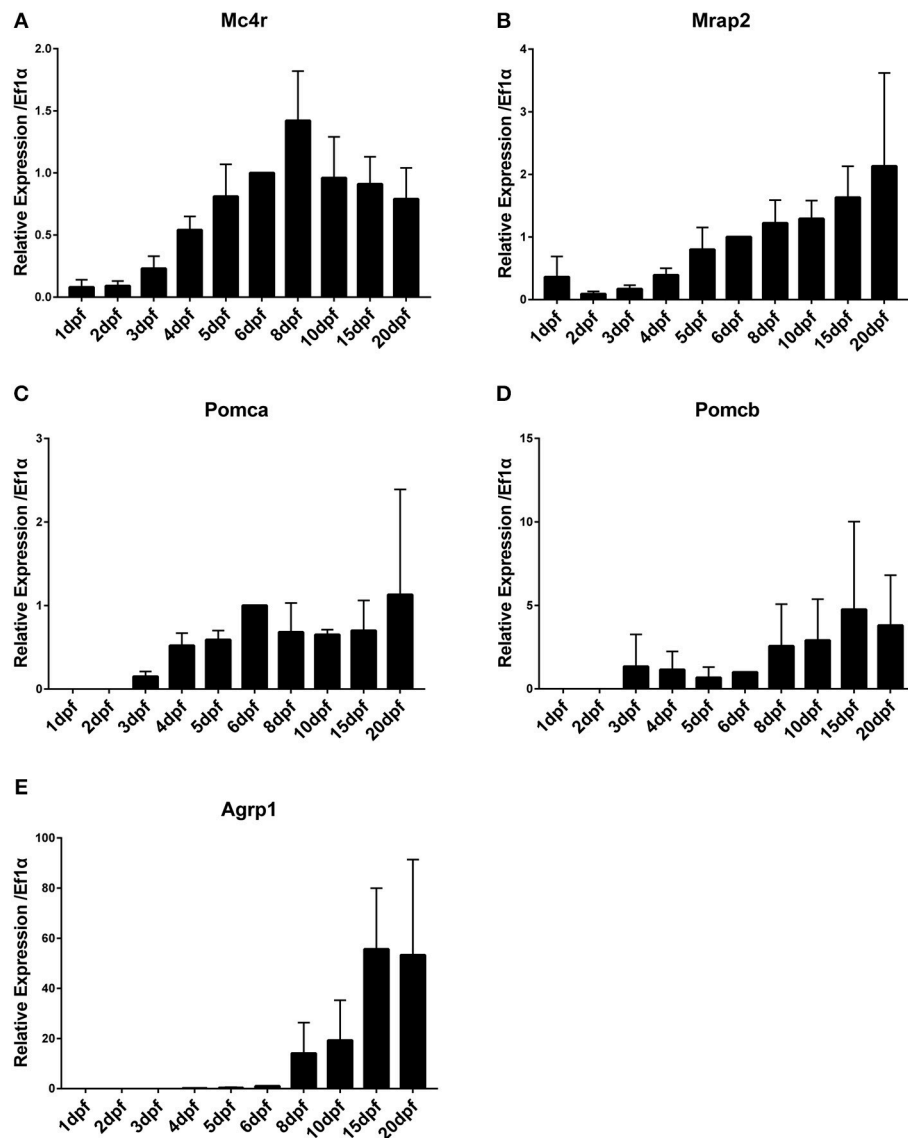 A
Mc4r
Relative Expression /Ef1α
2.0
1.5
1.0
0.5
0.0
1dpf
2dpf
3dpf
4dpf
5dpf
6dpf
8dpf
10dpf
15dpf
20dpf
B
Mrap2
Relative Expression /Ef1α
4
3
2
1
0
1dpf
2dpf
3dpf
4dpf
5dpf
6dpf
8dpf
10dpf
15dpf
20dpf
C
Pomca
Relative Expression /Ef1α
3
2
1
0
1dpf
2dpf
3dpf
4dpf
5dpf
6dpf
8dpf
10dpf
15dpf
20dpf
D
Pomcb
Relative Expression /Ef1α
15
10
5
0
1dpf
2dpf
3dpf
4dpf
5dpf
6dpf
8dpf
10dpf
15dpf
20dpf
E
Agrp1
Relative Expression /Ef1α
100
80
60
40
20
0
1dpf
2dpf
3dpf
4dpf
5dpf
6dpf
8dpf
10dpf
15dpf
20dpf